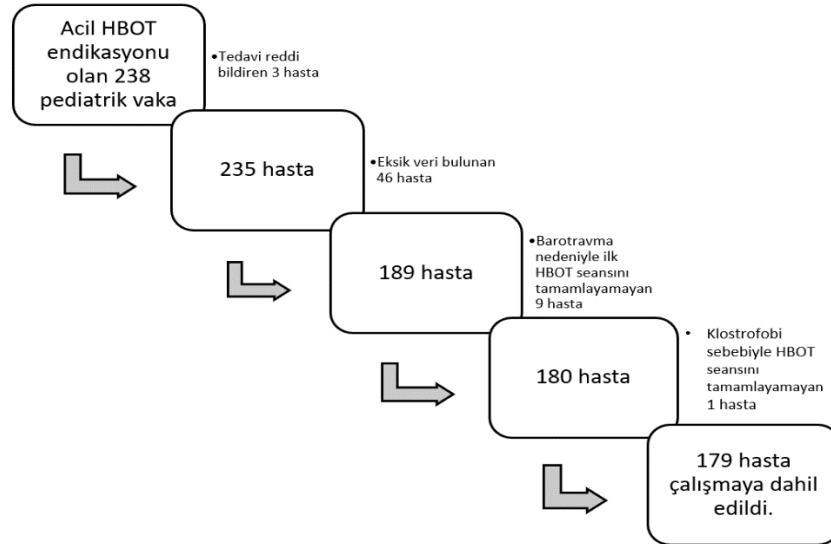 Acil HBOT
endikasyonu
olan 238
pediatrik vaka
•Tedavi reddi
bildiren 3 hasta
235 hasta
•Eksik veri bulunan
46 hasta
189 hasta
•Barotravma
nedeniyle ilk
HBOT seansını
tamamlayamayan
9 hasta
180 hasta
• Klostrofobi
sebebiyle HBOT
seansını
tamamlayamayan
1 hasta
179 hasta
çalışmaya dahil
edildi.